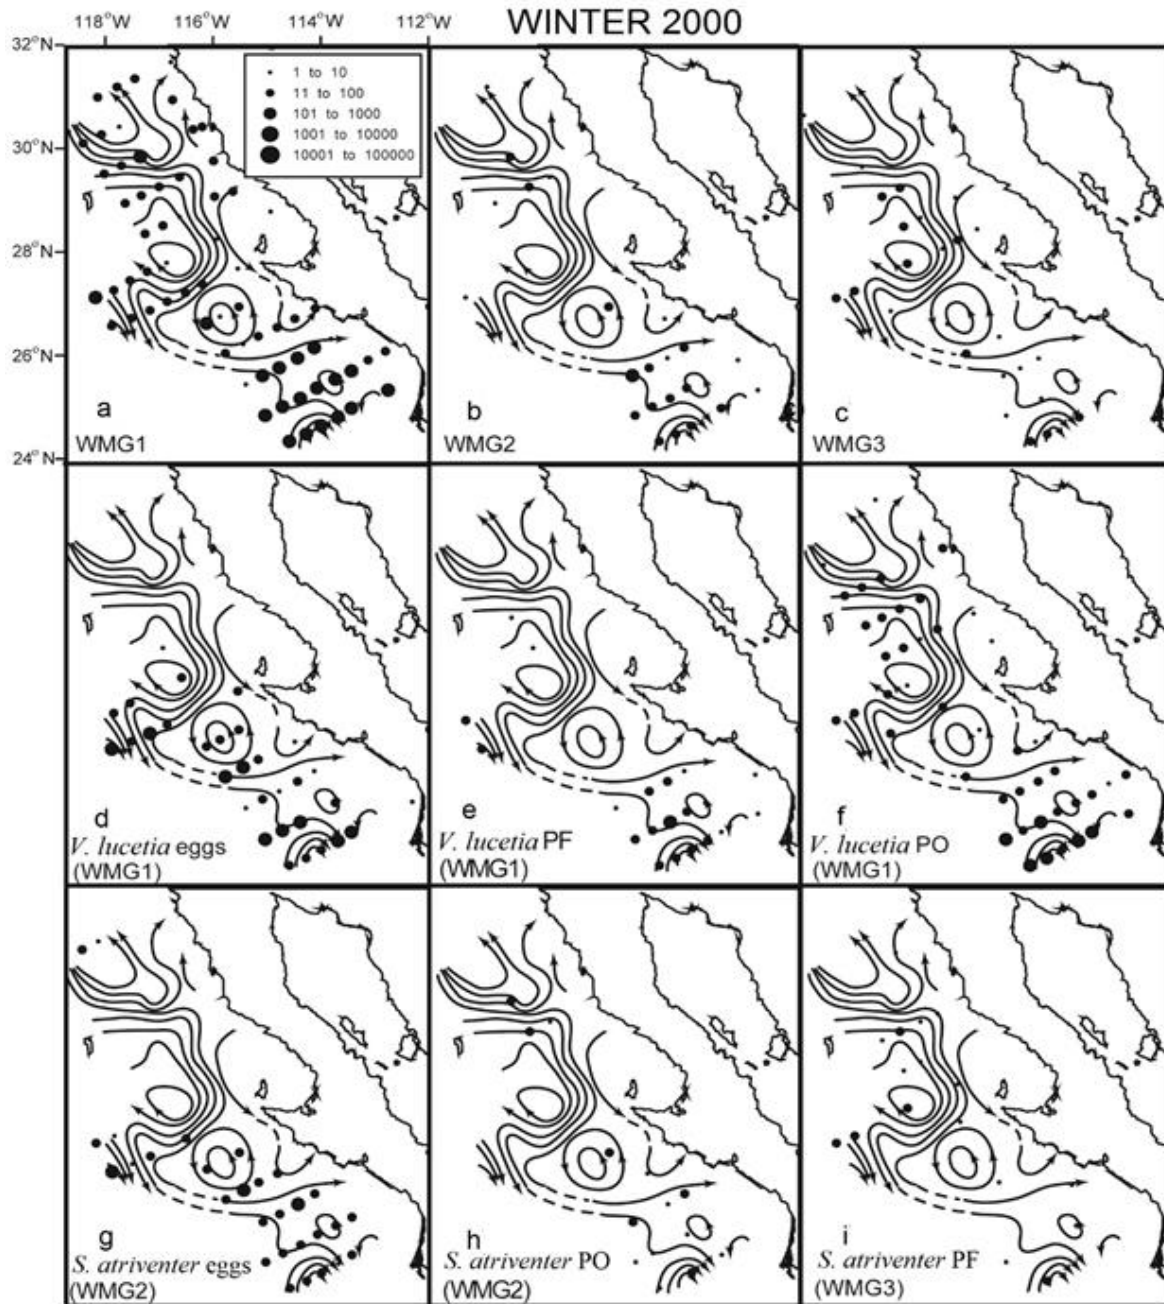 WINTER 2000
118°W 116°W 114°W 112°W
32°N
30°N
28°N
26°N
24°N
1 to 10
11 to 100
101 to 1000
1001 to 10000
10001 to 100000
a
WMG1
b
WMG2
c
WMG3
d
V. lucetia eggs
(WMG1)
e
V. lucetia PF
(WMG1)
f
V. lucetia PO
(WMG1)
g
S. atriventer eggs
(WMG2)
h
S. atriventer PO
(WMG2)
i
S. atriventer PF
(WMG3)